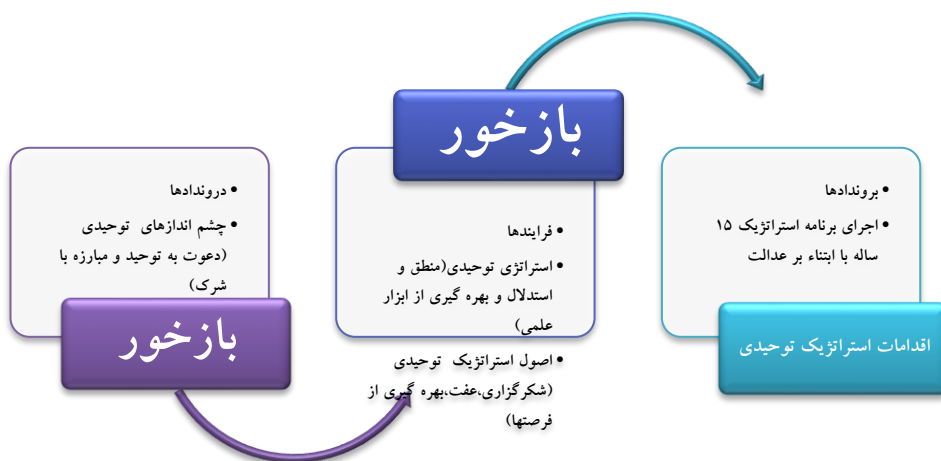 دروندادها
چشم اندازهای توحیدی
(دعوت به توحید و مبارزه با
شرک)
بازخور
بازخور
فرایندها
استراتژی توحیدی(منطق و
استدلال و بهره گیری از ابزار
علمی)
اصول استراتژیک توحیدی
(شکرگزاری،عفت،بهره گیری از
فرصتها)
بروندادها
اجرای برنامه استراتژیک ۱۵
ساله با ابتناء بر عدالت
اقدامات استراتژیک توحیدی